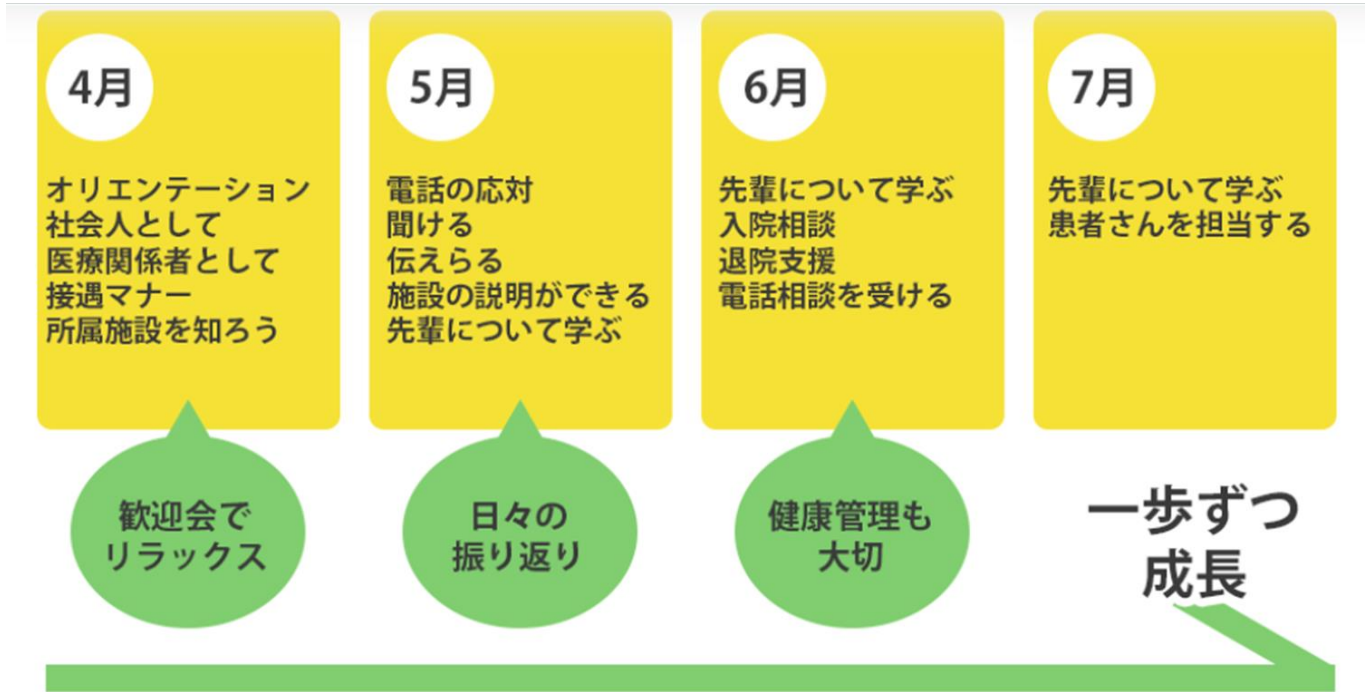 4月
オリエンテーション
社会人として
医療関係者として
接遇マナー
所属施設を知ろう
歓迎会で
リラックス
5月
電話の応対
聞ける
伝えらる
施設の説明ができる
先輩について学ぶ
日々の
振り返り
6月
先輩について学ぶ
入院相談
退院支援
電話相談を受ける
健康管理も
大切
7月
先輩について学ぶ
患者さんを担当する
一歩ずつ
成長